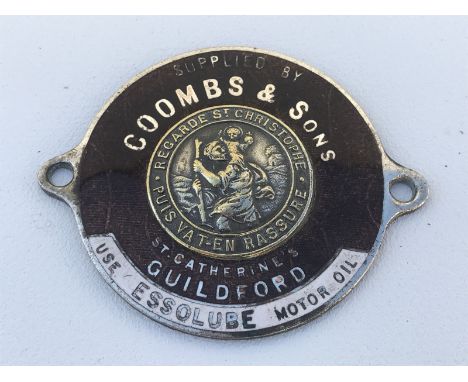 SUPPLIED BY
COOMBS & SONS
REGARDE ST CHRISTOPHE
PUIS VAT-EN RASSURE
ST. CATHERINE'S
GUILDFORD
USE ESSOLUBE MOTOR OIL